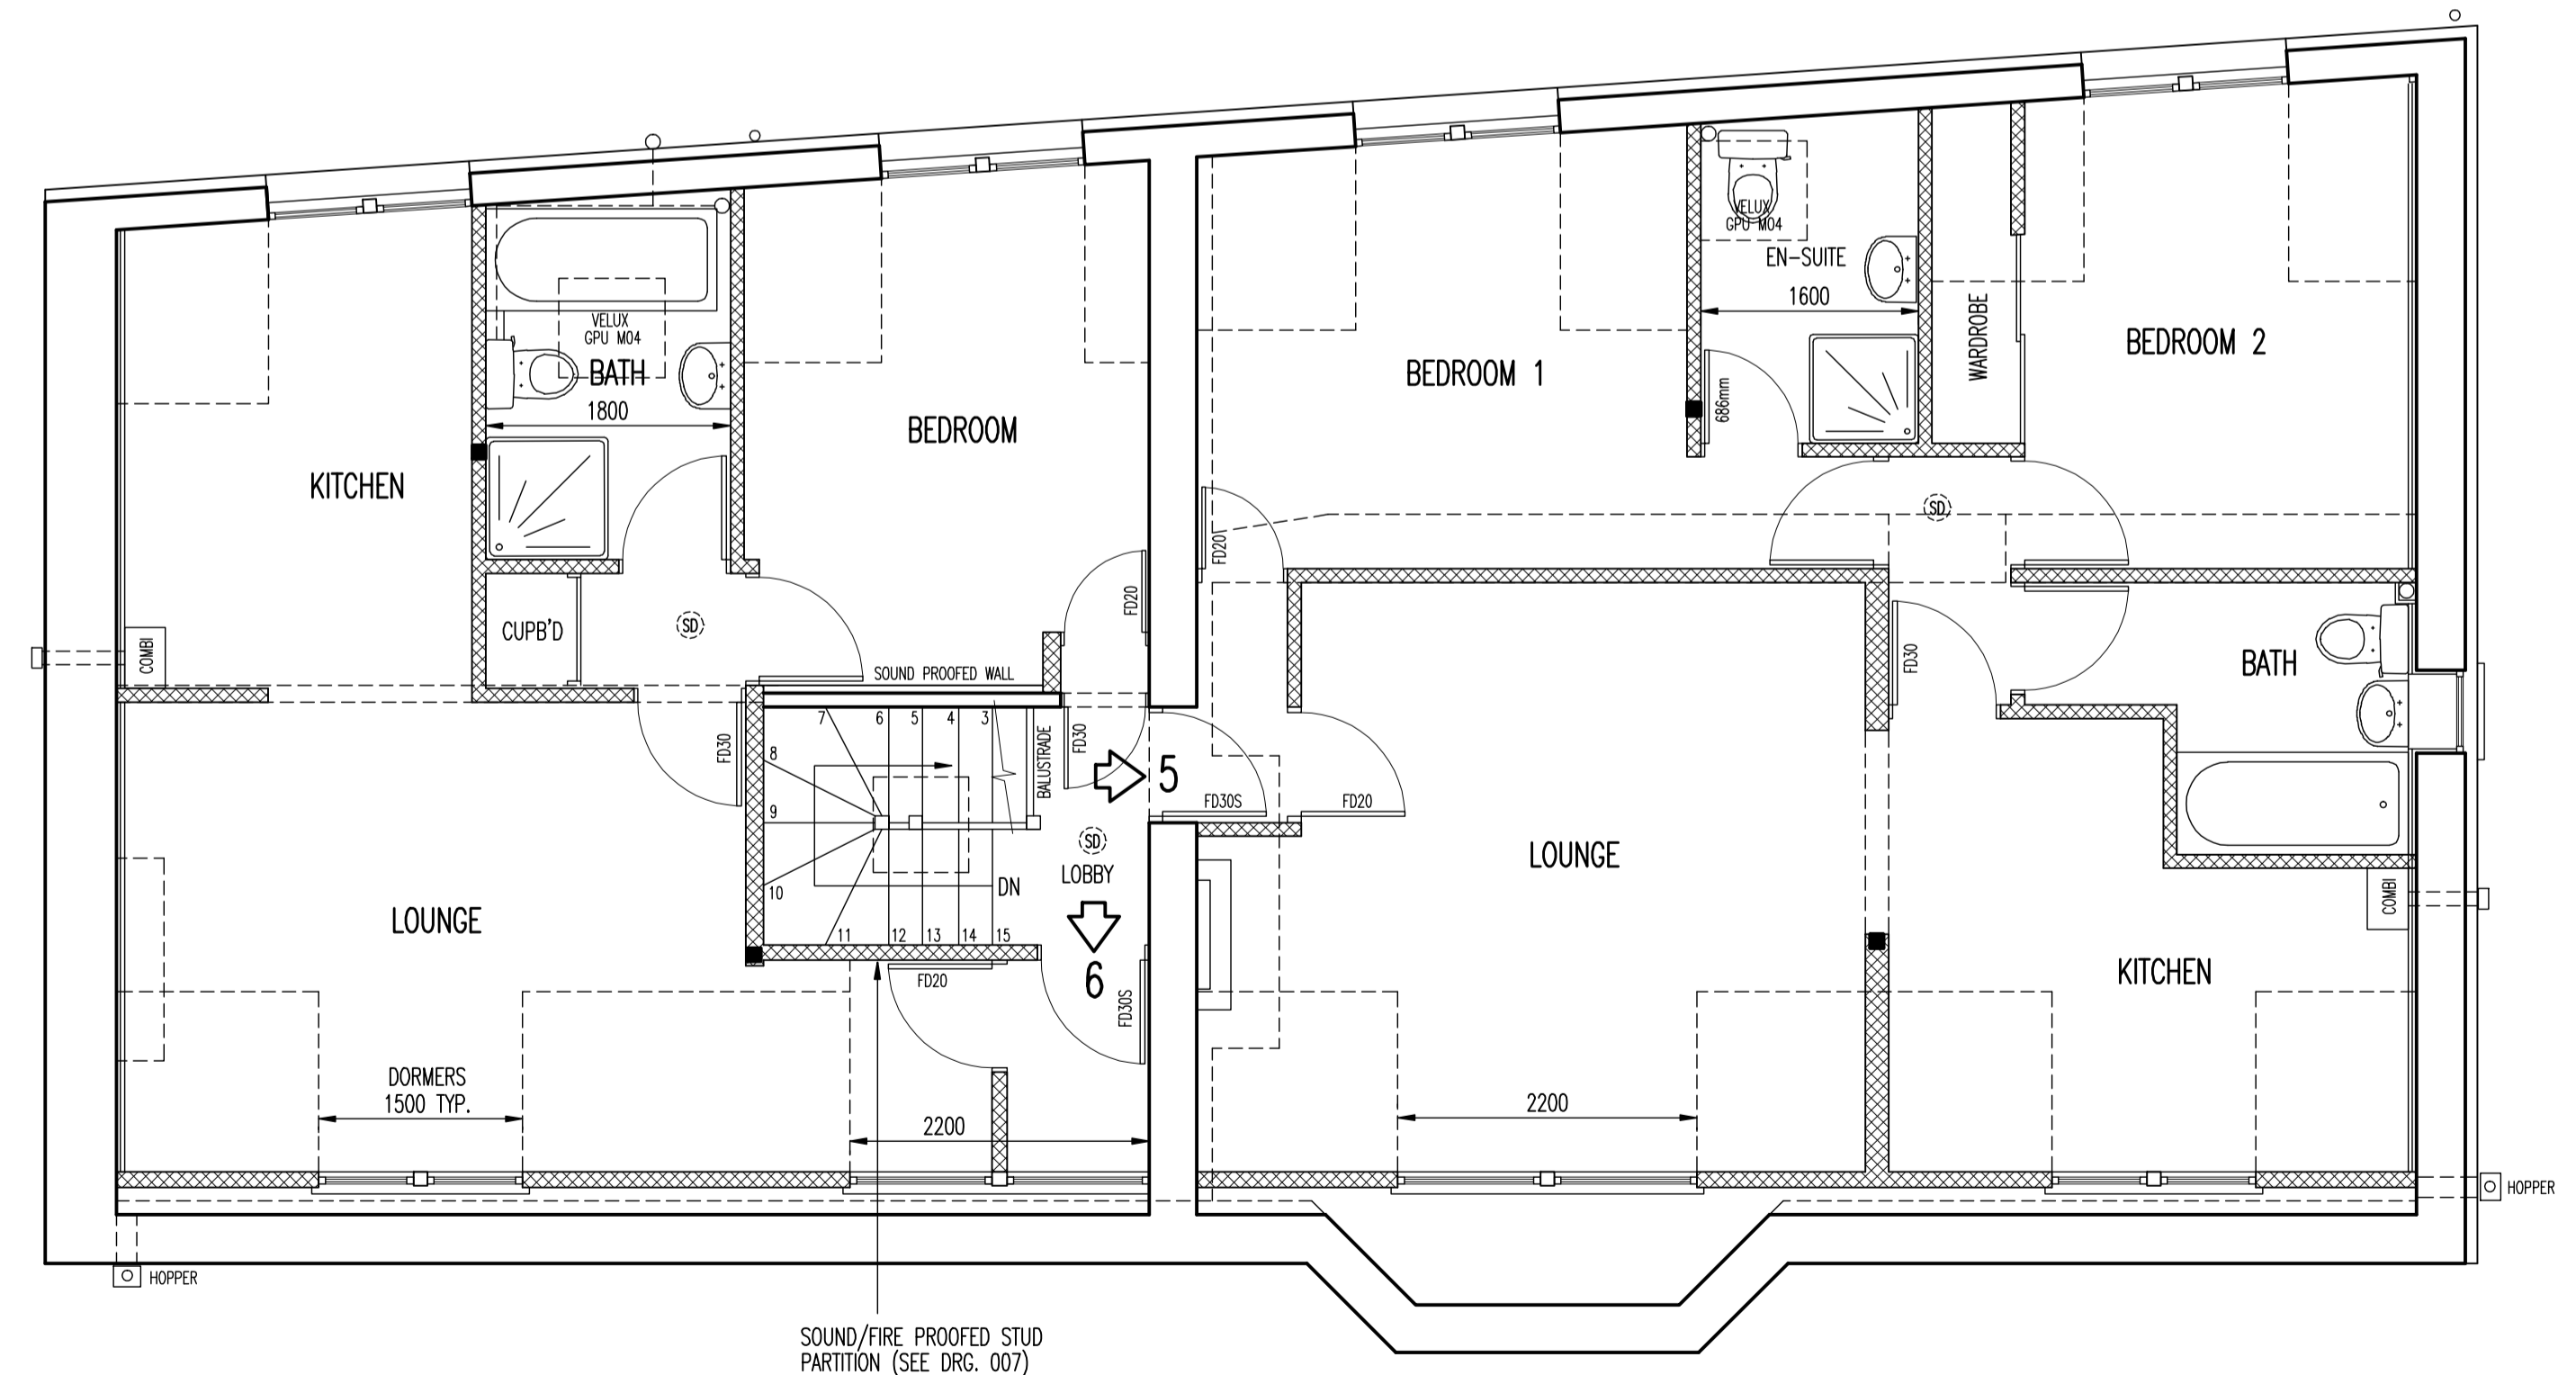 VELUX
GPU M04
EN-SUITE
1600
WARDROBE
BEDROOM 2
VELUX
GPU M04
BATH
1800
BEDROOM 1
686mm
BEDROOM
KITCHEN
SD
FD20
FD20
CUPB'D
SD
COMBI
SOUND PROOFED WALL
FD30
BATH
7
6
5
4
3
8
9
10
11
12
13
14
15
FD30
BALUSTRADE
FD30
5
FD30S
FD20
SD
LOBBY
DN
6
LOUNGE
LOUNGE
COMBI
KITCHEN
FD20
FD30S
DORMERS
1500 TYP.
2200
2200
HOPPER
HOPPER
SOUND/FIRE PROOFED STUD
PARTITION (SEE DRG. 007)